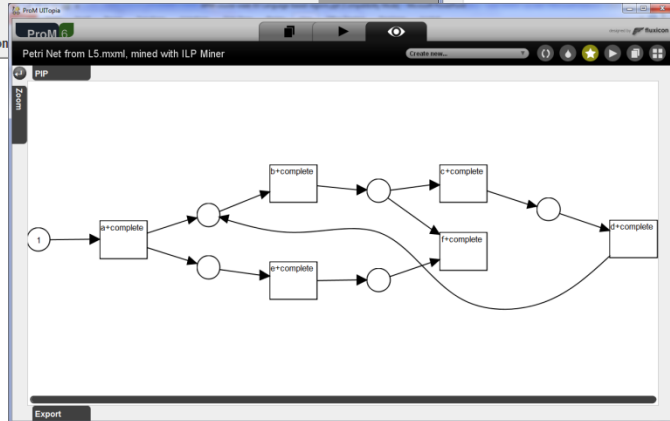 ProM UITopia
ProM 6
Petri Net from L5.mxml, mined with ILP Miner
Create new...
fluxicon
PIP
Zoom
b+complete
c+complete
a+complete
d+complete
f+complete
e+complete
1
Export